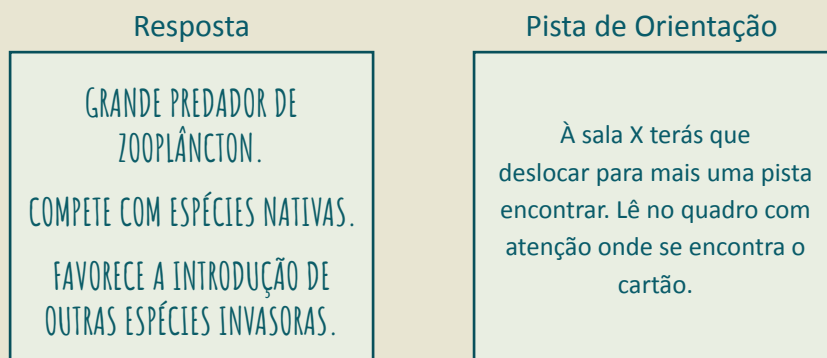 Resposta
GRANDE PREDADOR DE
ZOOPLÂNCTON.
COMPETE COM ESPÉCIES NATIVAS.
FAVORECE A INTRODUÇÃO DE
OUTRAS ESPÉCIES INVASORAS.
Pista de Orientação
À sala X terás que
deslocar para mais uma pista
encontrar. Lê no quadro com
atenção onde se encontra o
cartão.